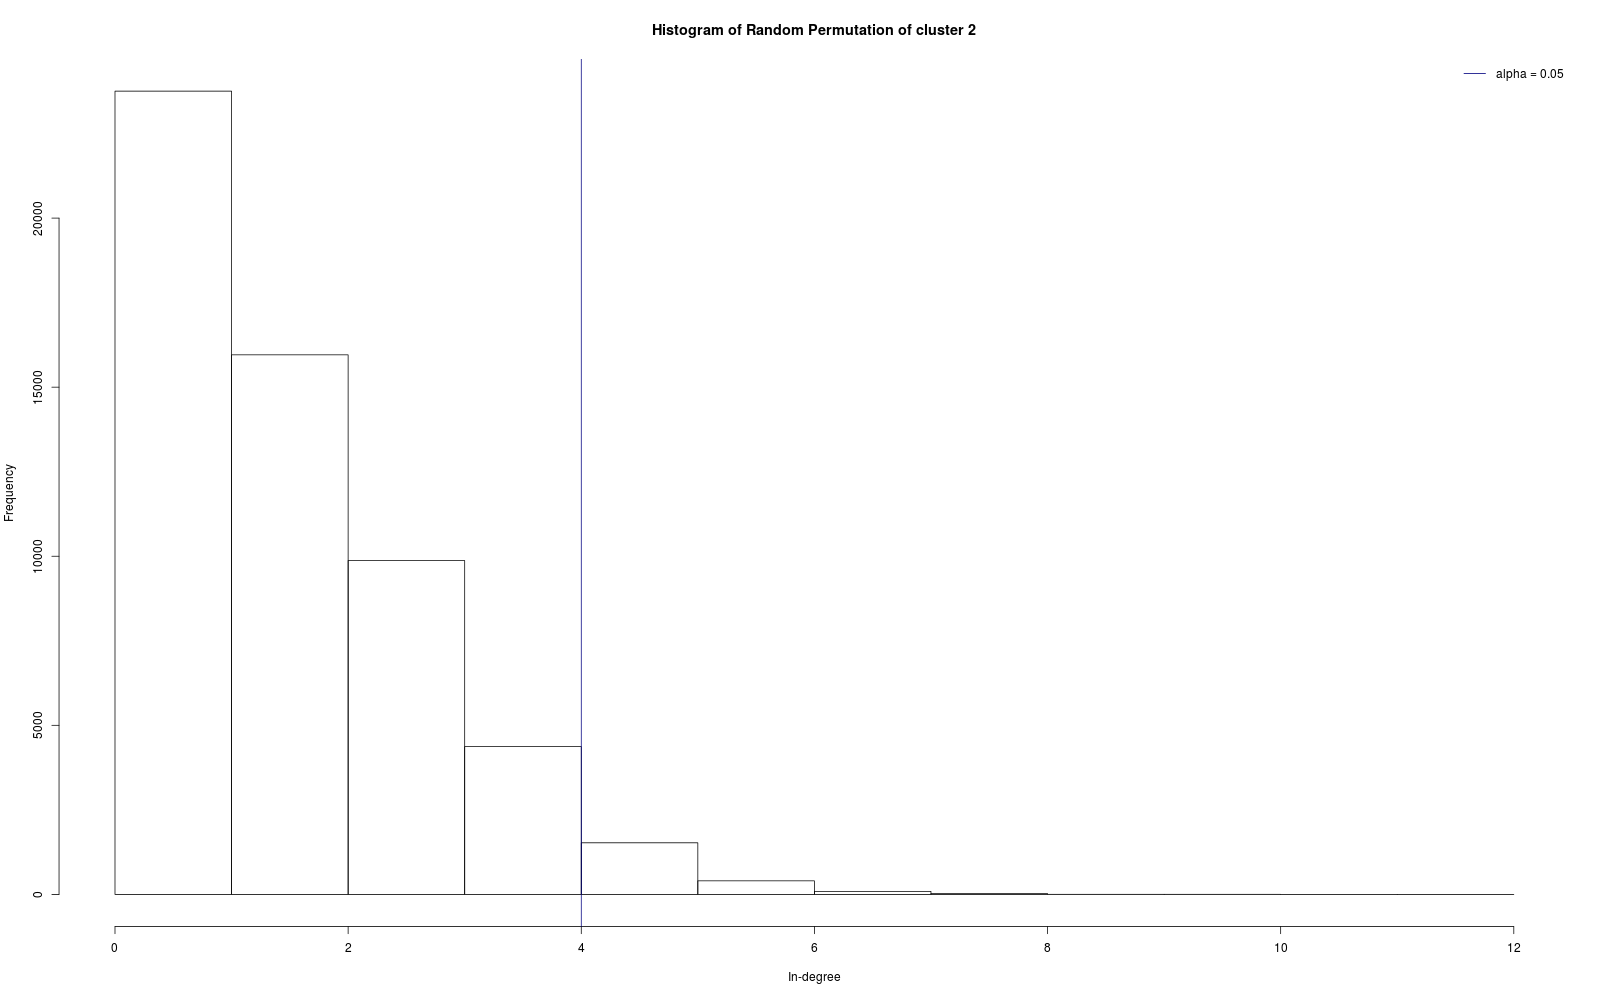 Histogram of Random Permutation of cluster 2
alpha = 0.05
Frequency
20000
15000
10000
5000
0
0 2 4 6 8 10 12
In-degree